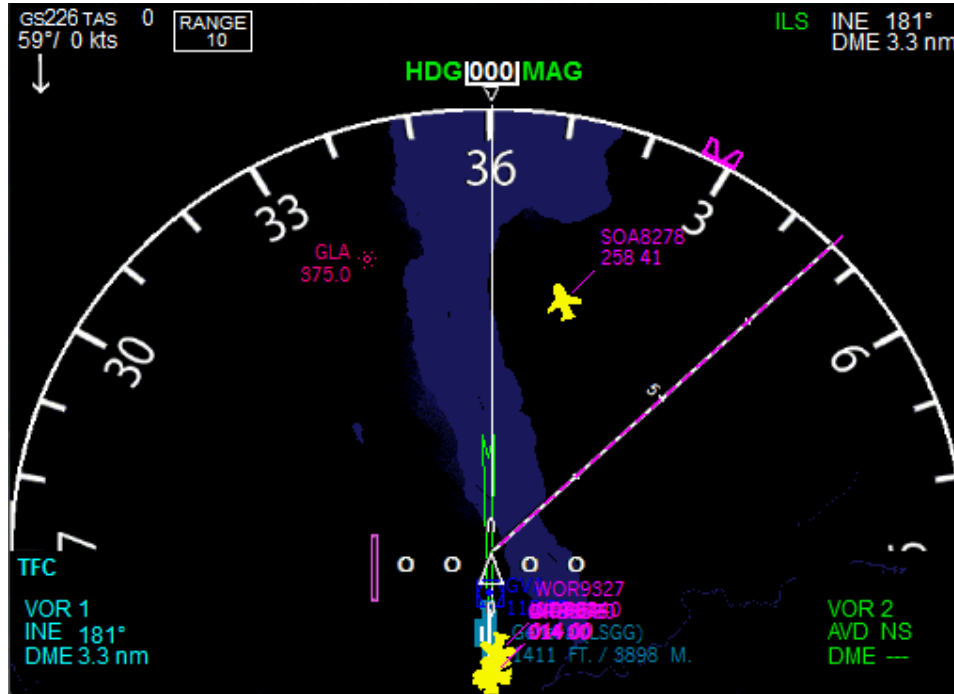 GS226 TAS 0
59°/ 0 kts
RANGE
10
ILS INE 181°
DME 3.3 nm
HDG 000 MAG
33
36
3
GLA
375.0
SOA8278
258 41
30
6
5
TFC
VOR 1
INE 181°
DME 3.3 nm
WOR9327
014 00
LSGG)
1411 FT. / 3898 M.
VOR 2
AVD NS
DME ---